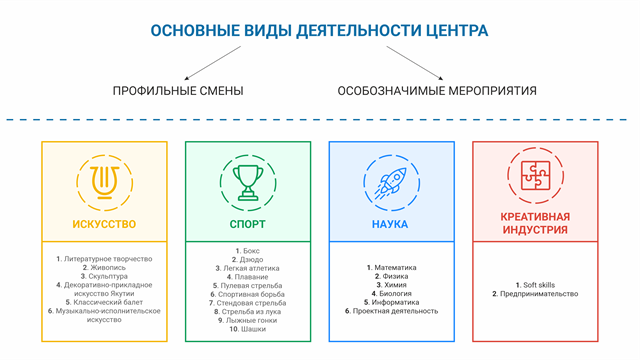 ОСНОВНЫЕ ВИДЫ ДЕЯТЕЛЬНОСТИ ЦЕНТРА
ПРОФИЛЬНЫЕ СМЕНЫ
ОСОБОЗНАЧИМЫЕ МЕРОПРИЯТИЯ
ИСКУССТВО
1. Литературное творчество
2. Живопись
3. Скульптура
4. Декоративно-прикладное
искусство Якутии
5. Классический балет
6. Музыкально-исполнительское
искусство
СПОРТ
1. Бокс
2. Дзюдо
3. Легкая атлетика
4. Плавание
5. Пулевая стрельба
6. Спортивная борьба
7. Стендовая стрельба
8. Стрельба из лука
9. Лыжные гонки
10. Шашки
НАУКА
1. Математика
2. Физика
3. Химия
4. Биология
5. Информатика
6. Проектная деятельность
КРЕАТИВНАЯ
ИНДУСТРИЯ
1. Soft skills
2. Предпринимательство